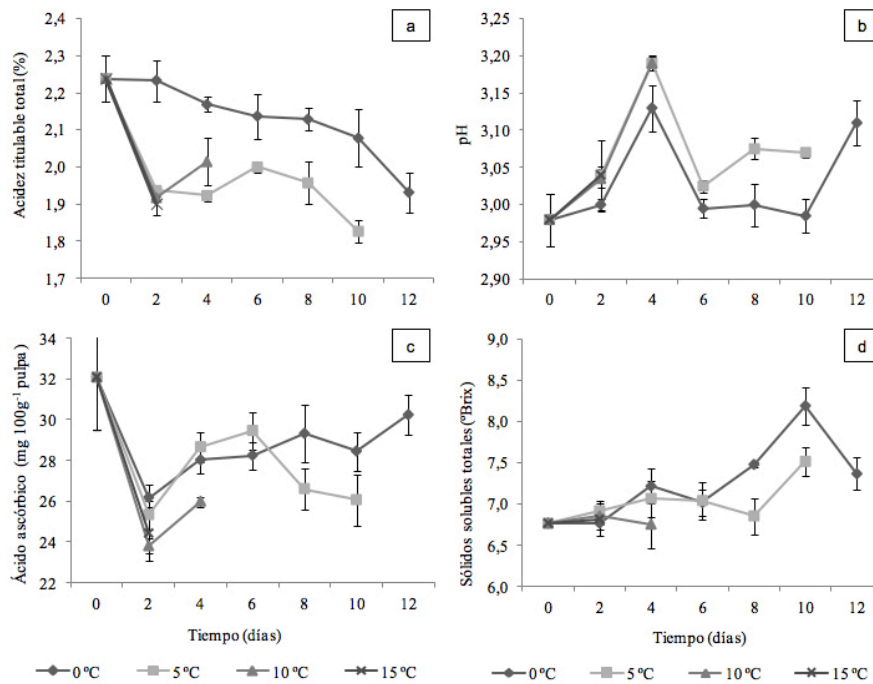 a
Acidez titulable total (%)
2,4
2,3
2,2
2,1
2,0
1,9
1,8
1,7
0 2 4 6 8 10 12
b
pH
3,25
3,20
3,15
3,10
3,05
3,00
2,95
2,90
0 2 4 6 8 10 12
c
Ácido ascórbico (mg 100g⁻¹ pulpa)
34
32
30
28
26
24
22
0 2 4 6 8 10 12
Tiempo (días)
d
Sólidos solubles totales (ºBrix)
9,0
8,5
8,0
7,5
7,0
6,5
6,0
0 2 4 6 8 10 12
Tiempo (días)
0 ºC 5 ºC 10 ºC 15 ºC
0 ºC 5 ºC 10 ºC 15 ºC